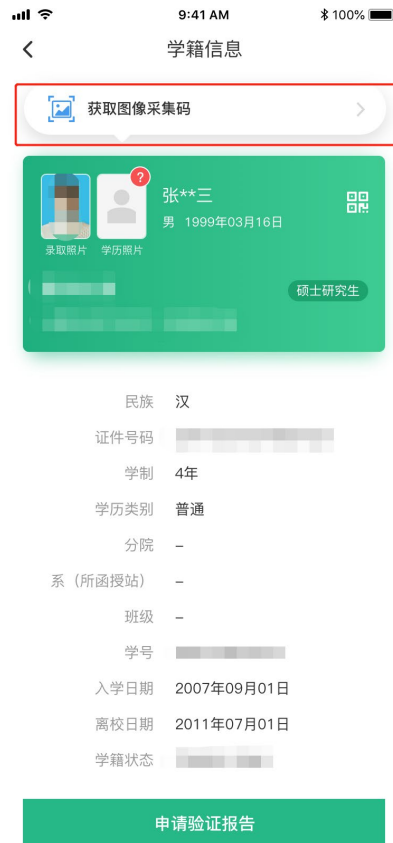 9:41 AM 100%
学籍信息
获取图像采集码
?
张**三
男 1999年03月16日
录取照片 学历照片
硕士研究生
民族 汉
证件号码
学制 4年
学历类别 普通
分院 –
系（所函授站） –
班级 –
学号
入学日期 2007年09月01日
离校日期 2011年07月01日
学籍状态
申请验证报告